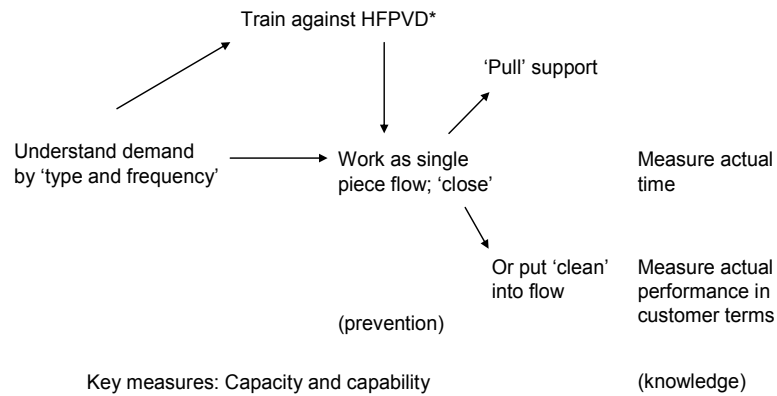 Train against HFPVD*
‘Pull’ support
Understand demand
by ‘type and frequency’
Work as single
piece flow; ‘close’
Measure actual
time
Or put ‘clean’
into flow
Measure actual
performance in
customer terms
(prevention)
Key measures: Capacity and capability
(knowledge)